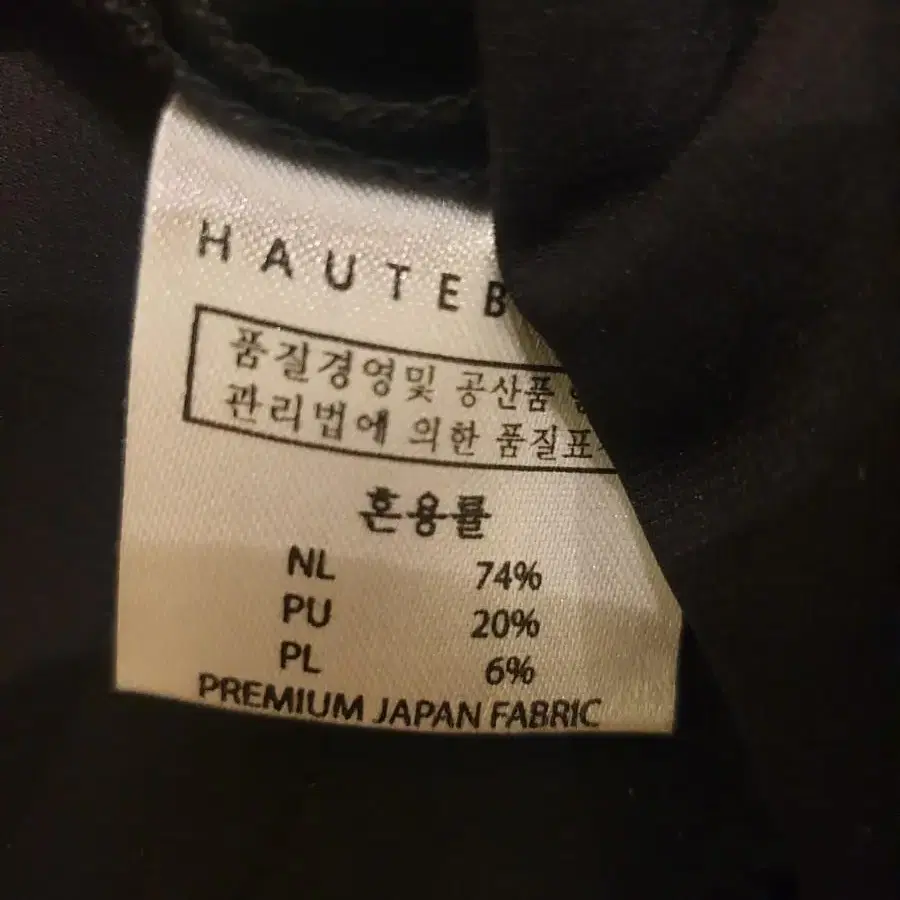 HAUTEB
품질경영및 공산품
관리법에 의한 품질표
혼용률
NL 74%
PU 20%
PL 6%
PREMIUM JAPAN FABRIC